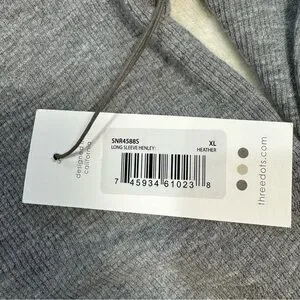 designed in
california
SNR4588S XL
LONG SLEEVE HENLEY: HEATHER
7 45934 61023 8
threedots.com